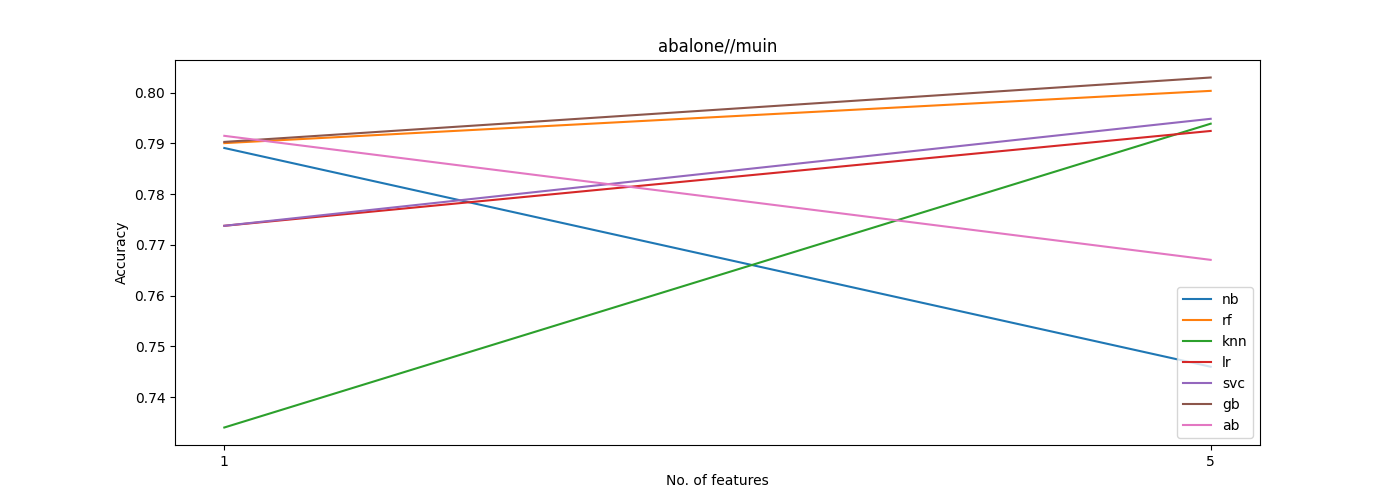 abalone//muin
Accuracy
0.80
0.79
0.78
0.77
0.76
0.75
0.74
nb
rf
knn
lr
svc
gb
ab
1
5
No. of features